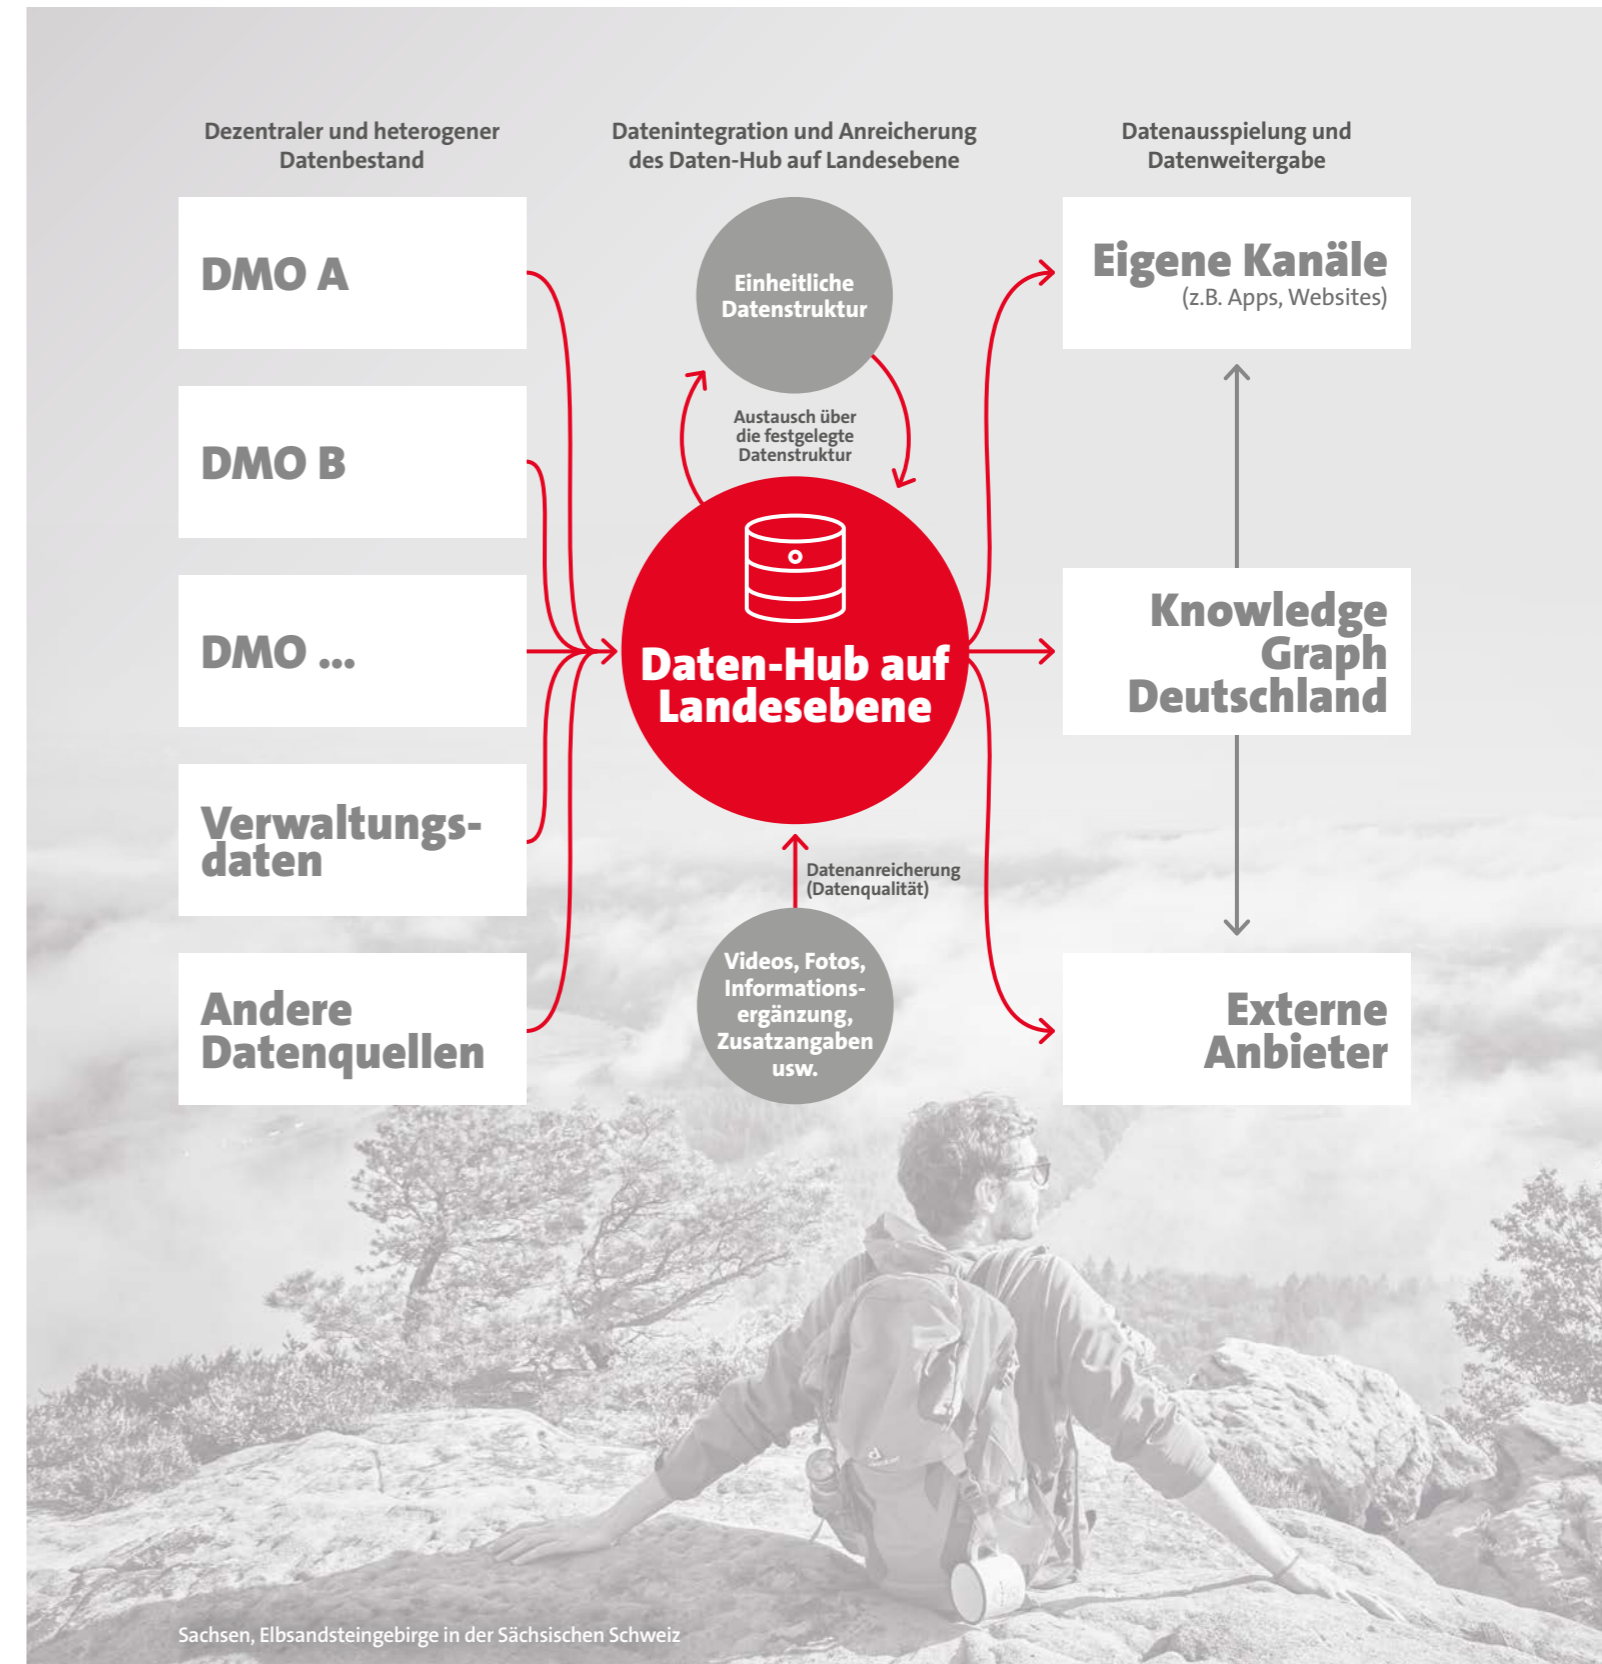 Dezentraler und heterogener
Datenbestand
DMO A
DMO B
DMO ...
Verwaltungs-
daten
Andere
Datenquellen
Datenintegration und Anreicherung
des Daten-Hub auf Landesebene
Einheitliche
Datenstruktur
Austausch über
die festgelegte
Datenstruktur
Daten-Hub auf
Landesebene
Datenanreicherung
(Datenqualität)
Videos, Fotos,
Informations-
ergänzung,
Zusatzangaben
usw.
Datenausspielung und
Datenweitergabe
Eigene Kanäle
(z.B. Apps, Websites)
Knowledge
Graph
Deutschland
Externe
Anbieter
Sachsen, Elbsandsteingebirge in der Sächsischen Schweiz